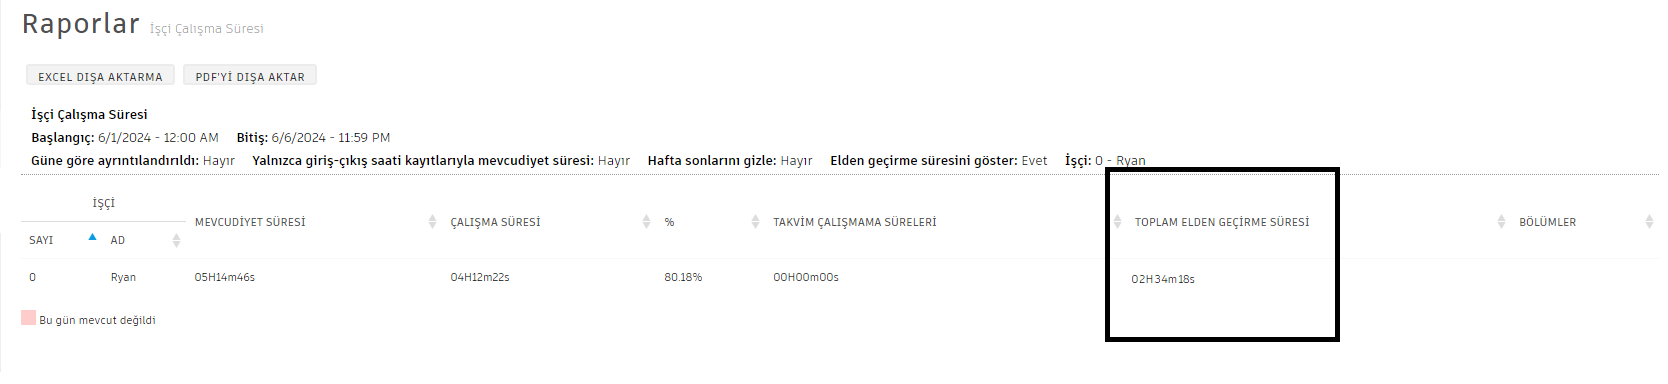 Raporlar İşçi Çalışma Süresi
EXCEL DIŞA AKTARMA PDF'Yİ DIŞA AKTAR
İşçi Çalışma Süresi
Başlangıç: 6/1/2024 - 12:00 AM Bitiş: 6/6/2024 - 11:59 PM
Güne göre ayrıntılandırıldı: Hayır Yalnızca giriş-çıkış saati kayıtlarıyla mevcudiyet süresi: Hayır Hafta sonlarını gizle: Hayır Elden geçirme süresini göster: Evet İşçi: 0 - Ryan
İŞÇİ
MEVCUDİYET SÜRESİ ÇALIŞMA SÜRESİ % TAKVİM ÇALIŞMAMA SÜRELERİ TOPLAM ELDEN GEÇİRME SÜRESİ BÖLÜMLER
SAYI AD
0 Ryan 05H14m46s 04H12m22s 80.18% 00H00m00s 02H34m18s
Bu gün mevcut değildi